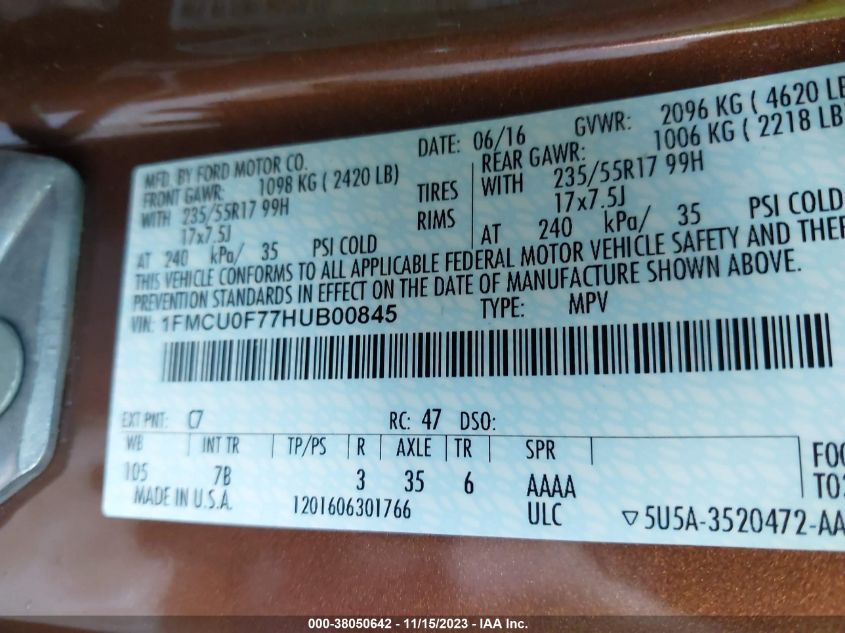 MFD. BY FORD MOTOR CO.
DATE: 06/16 GVWR: 2096 KG ( 4620 LB
FRONT GAWR: 1098 KG ( 2420 LB) REAR GAWR: 1006 KG ( 2218 LB)
WITH 235/55R17 99H TIRES WITH 235/55R17 99H
17x7.5J RIMS 17x7.5J
AT 240 kPa/ 35 PSI COLD AT 240 kPa/ 35 PSI COLD
THIS VEHICLE CONFORMS TO ALL APPLICABLE FEDERAL MOTOR VEHICLE SAFETY AND THEF
PREVENTION STANDARDS IN EFFECT ON THE DATE OF MANUFACTURE SHOWN ABOVE.
VIN: 1FMCU0F77HUB00845 TYPE: MPV
EXT PNT: C7 RC: 47 DSO:
WB INT TR TP/PS R AXLE TR SPR
105 7B 3 35 6 AAAA
MADE IN U.S.A. 1201606301766 ULC
▽5U5A-3520472-AA
000-38050642 - 11/15/2023 - IAA Inc.